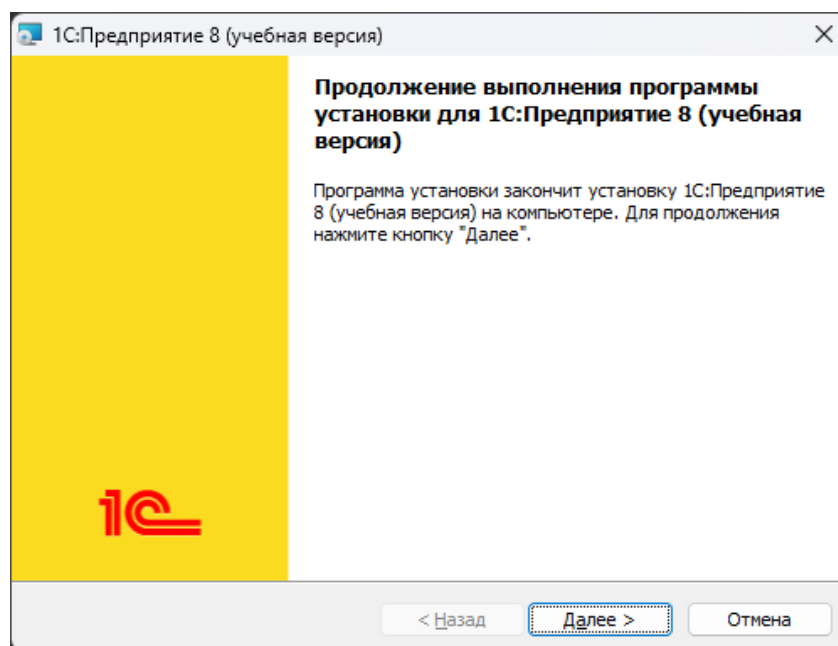 1С:Предприятие 8 (учебная версия)
Продолжение выполнения программы
установки для 1С:Предприятие 8 (учебная
версия)
Программа установки закончит установку 1С:Предприятие
8 (учебная версия) на компьютере. Для продолжения
нажмите кнопку "Далее".
1С
< Назад
Далее >
Отмена